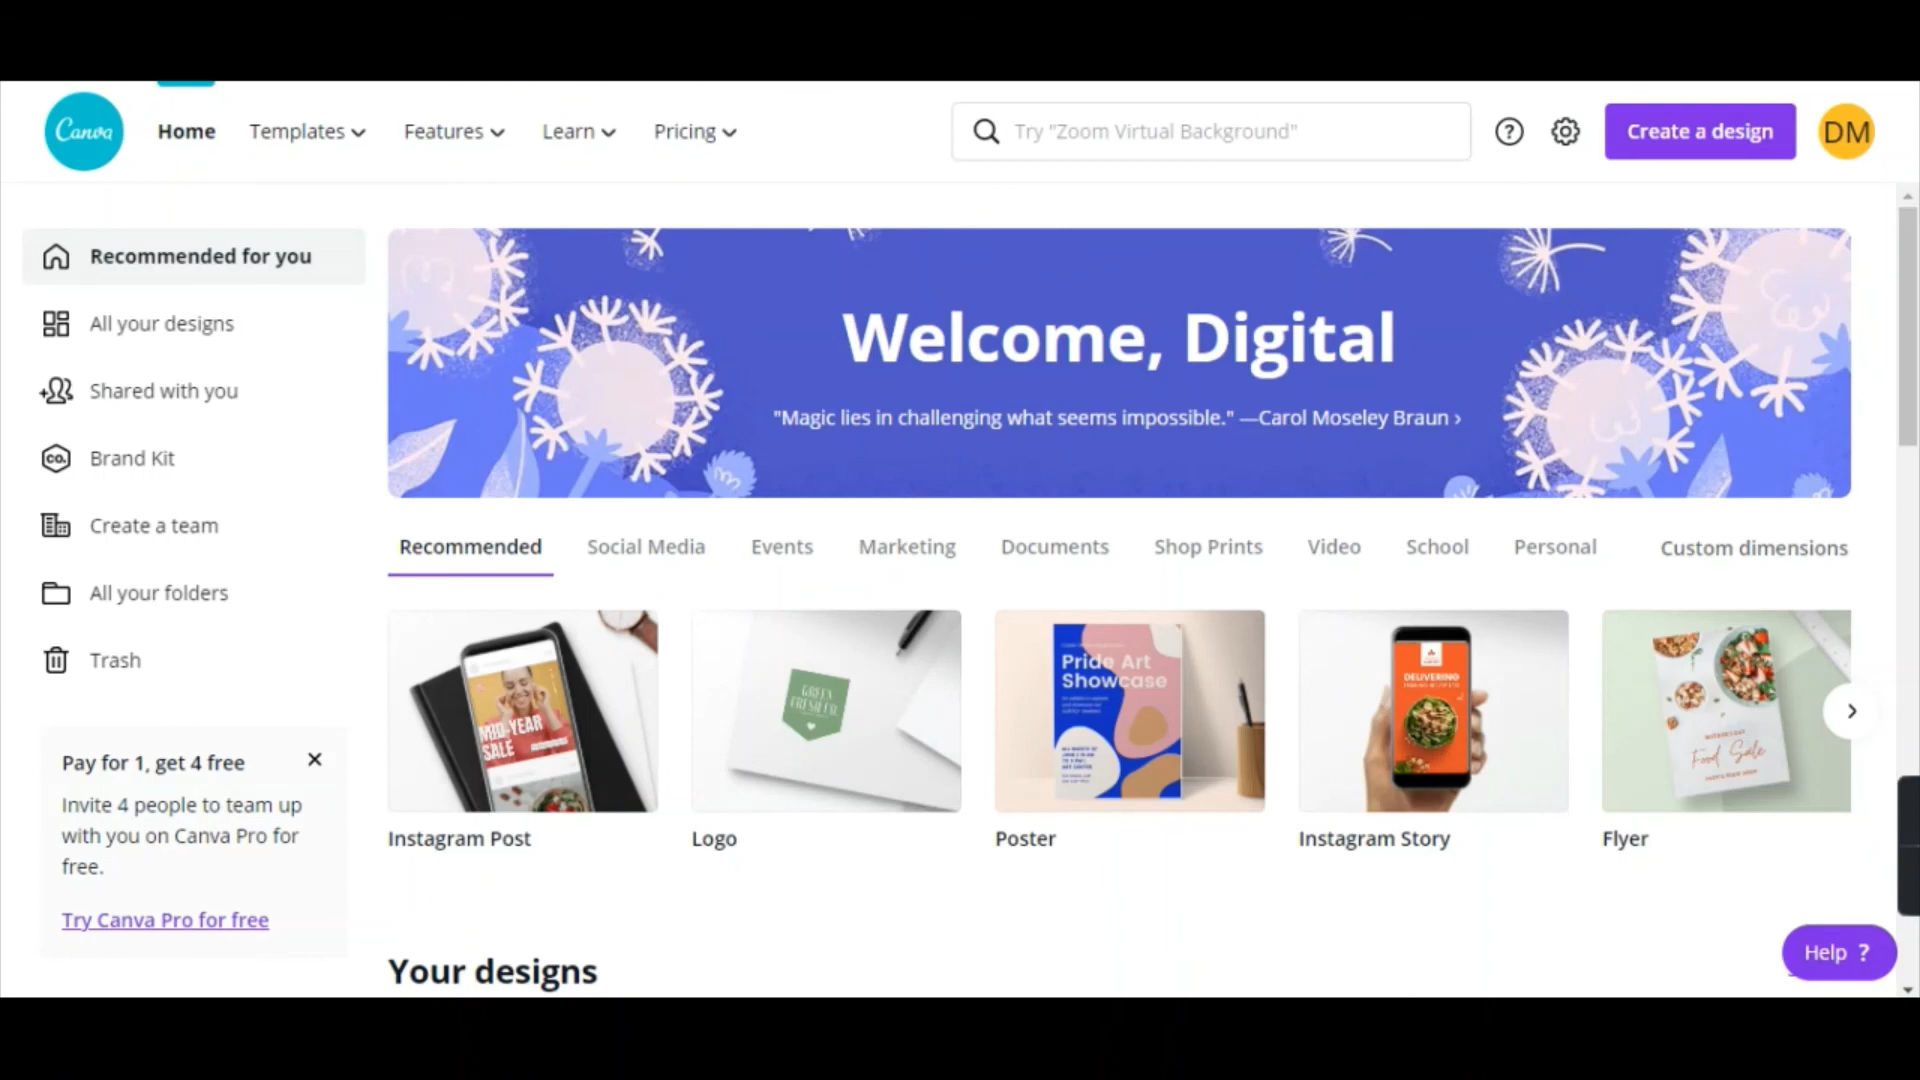 Canva
Home
Templates
Features
Learn
Pricing
Try "Zoom Virtual Background"
?
Create a design
DM
Recommended for you
All your designs
Shared with you
CO.
Brand Kit
Create a team
All your folders
Trash
Pay for 1, get 4 free
Invite 4 people to team up
with you on Canva Pro for
free.
Try Canva Pro for free
Welcome, Digital
"Magic lies in challenging what seems impossible." —Carol Moseley Braun ›
Recommended
Social Media
Events
Marketing
Documents
Shop Prints
Video
School
Personal
Custom dimensions
MID-YEAR
SALE
Instagram Post
GREEN
FRESH CO.
Logo
Pride Art
Showcase
Poster
DELIVERING
Instagram Story
Food Sale
Flyer
Your designs
Help ?